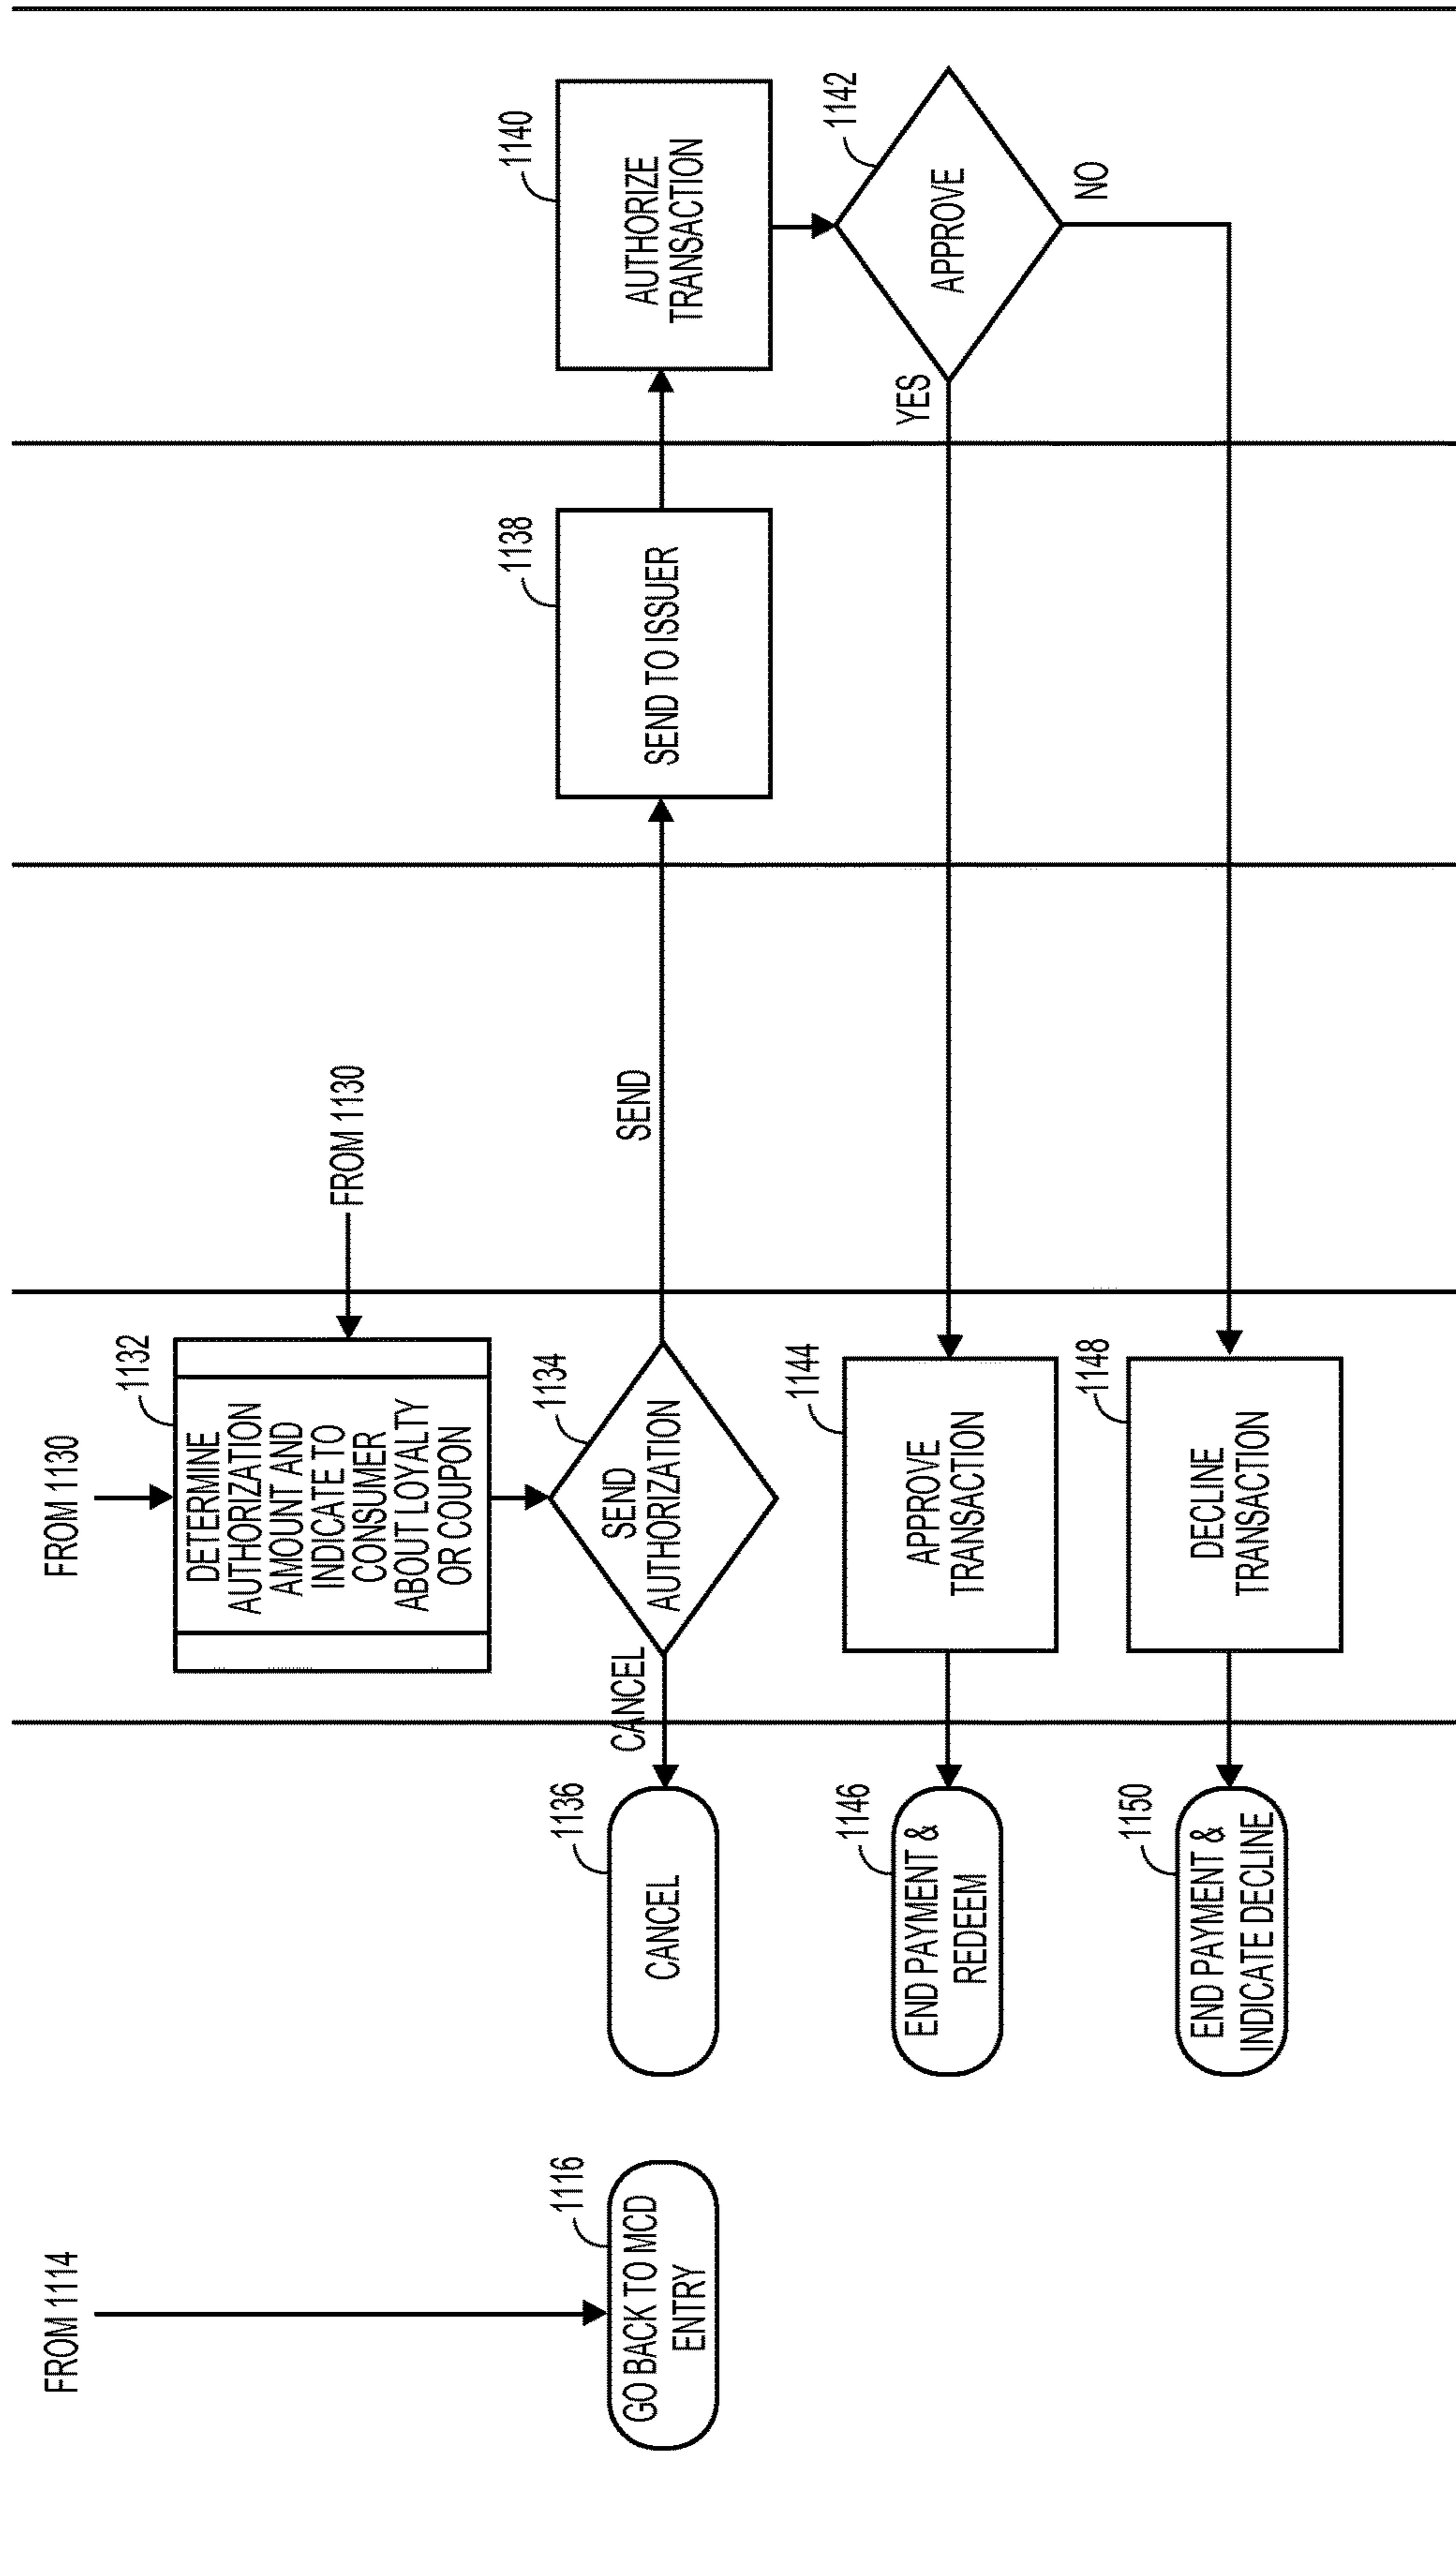 FROM 1114
FROM 1130
1132
DETERMINE
AUTHORIZATION
AMOUNT AND
INDICATE TO
CONSUMER
ABOUT LOYALTY
OR COUPON
FROM 1130
1116
GO BACK TO MCD
ENTRY
1136
CANCEL
CANCEL
1134
SEND
AUTHORIZATION
SEND
1138
SEND TO ISSUER
1140
AUTHORIZE
TRANSACTION
1146
END PAYMENT &
REDEEM
1144
APPROVE
TRANSACTION
YES
1142
APPROVE
NO
1150
END PAYMENT &
INDICATE DECLINE
1148
DECLINE
TRANSACTION